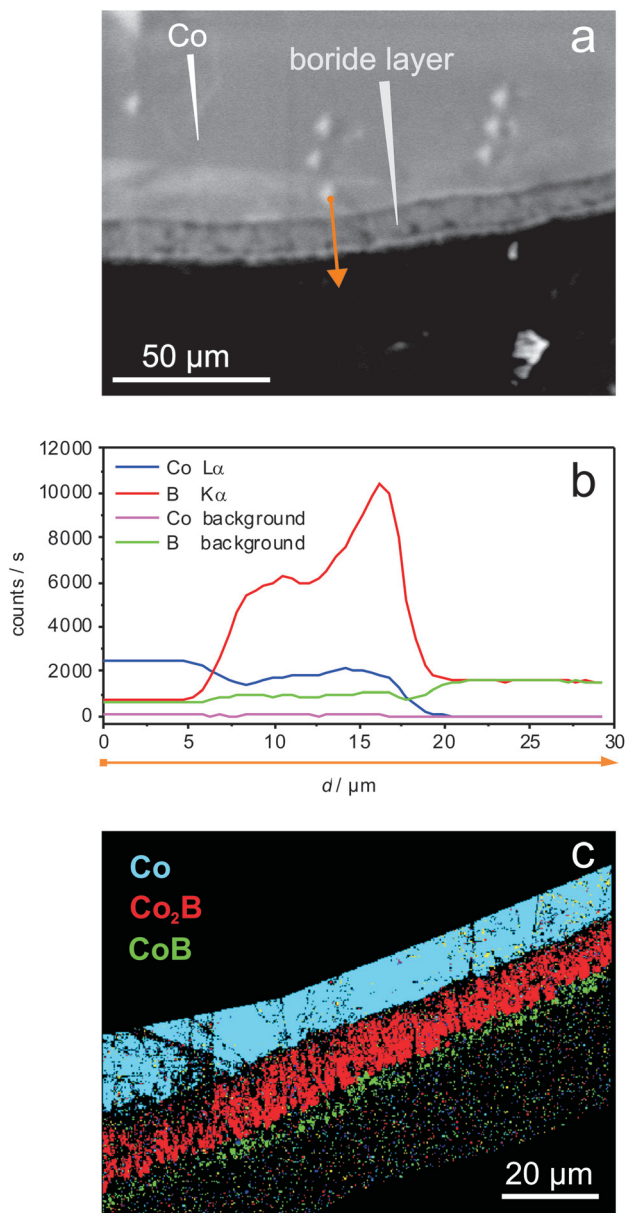 a
Co
boride layer
50 µm
b
12000
10000
8000
6000
4000
2000
0
counts / s
Co Lα
B Kα
Co background
B background
0 5 10 15 20 25 30
d / µm
c
Co
Co₂B
CoB
20 µm